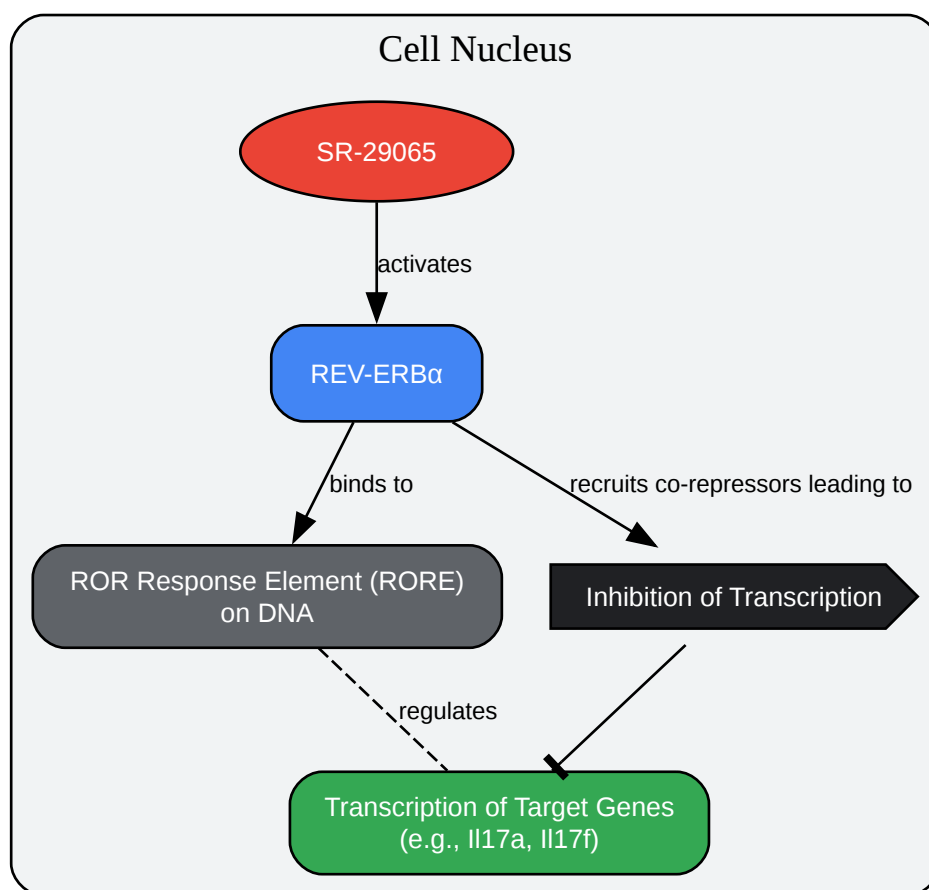 Cell Nucleus
SR-29065
activates
REV-ERBα
binds to
recruits co-repressors leading to
ROR Response Element (RORE)
on DNA
Inhibition of Transcription
regulates
Transcription of Target Genes
(e.g., Il17a, Il17f)